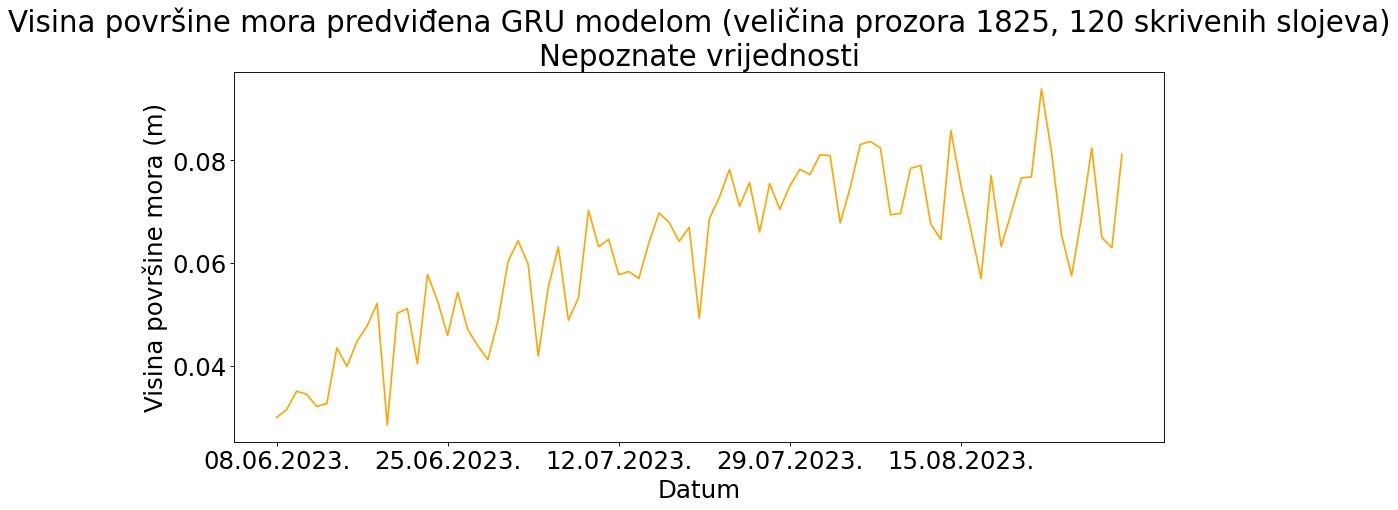 Visina površine mora predviđena GRU modelom (veličina prozora 1825, 120 skrivenih slojeva)
Nepoznate vrijednosti
Visina površine mora (m)
0.08
0.06
0.04
08.06.2023.
25.06.2023.
12.07.2023.
29.07.2023.
15.08.2023.
Datum